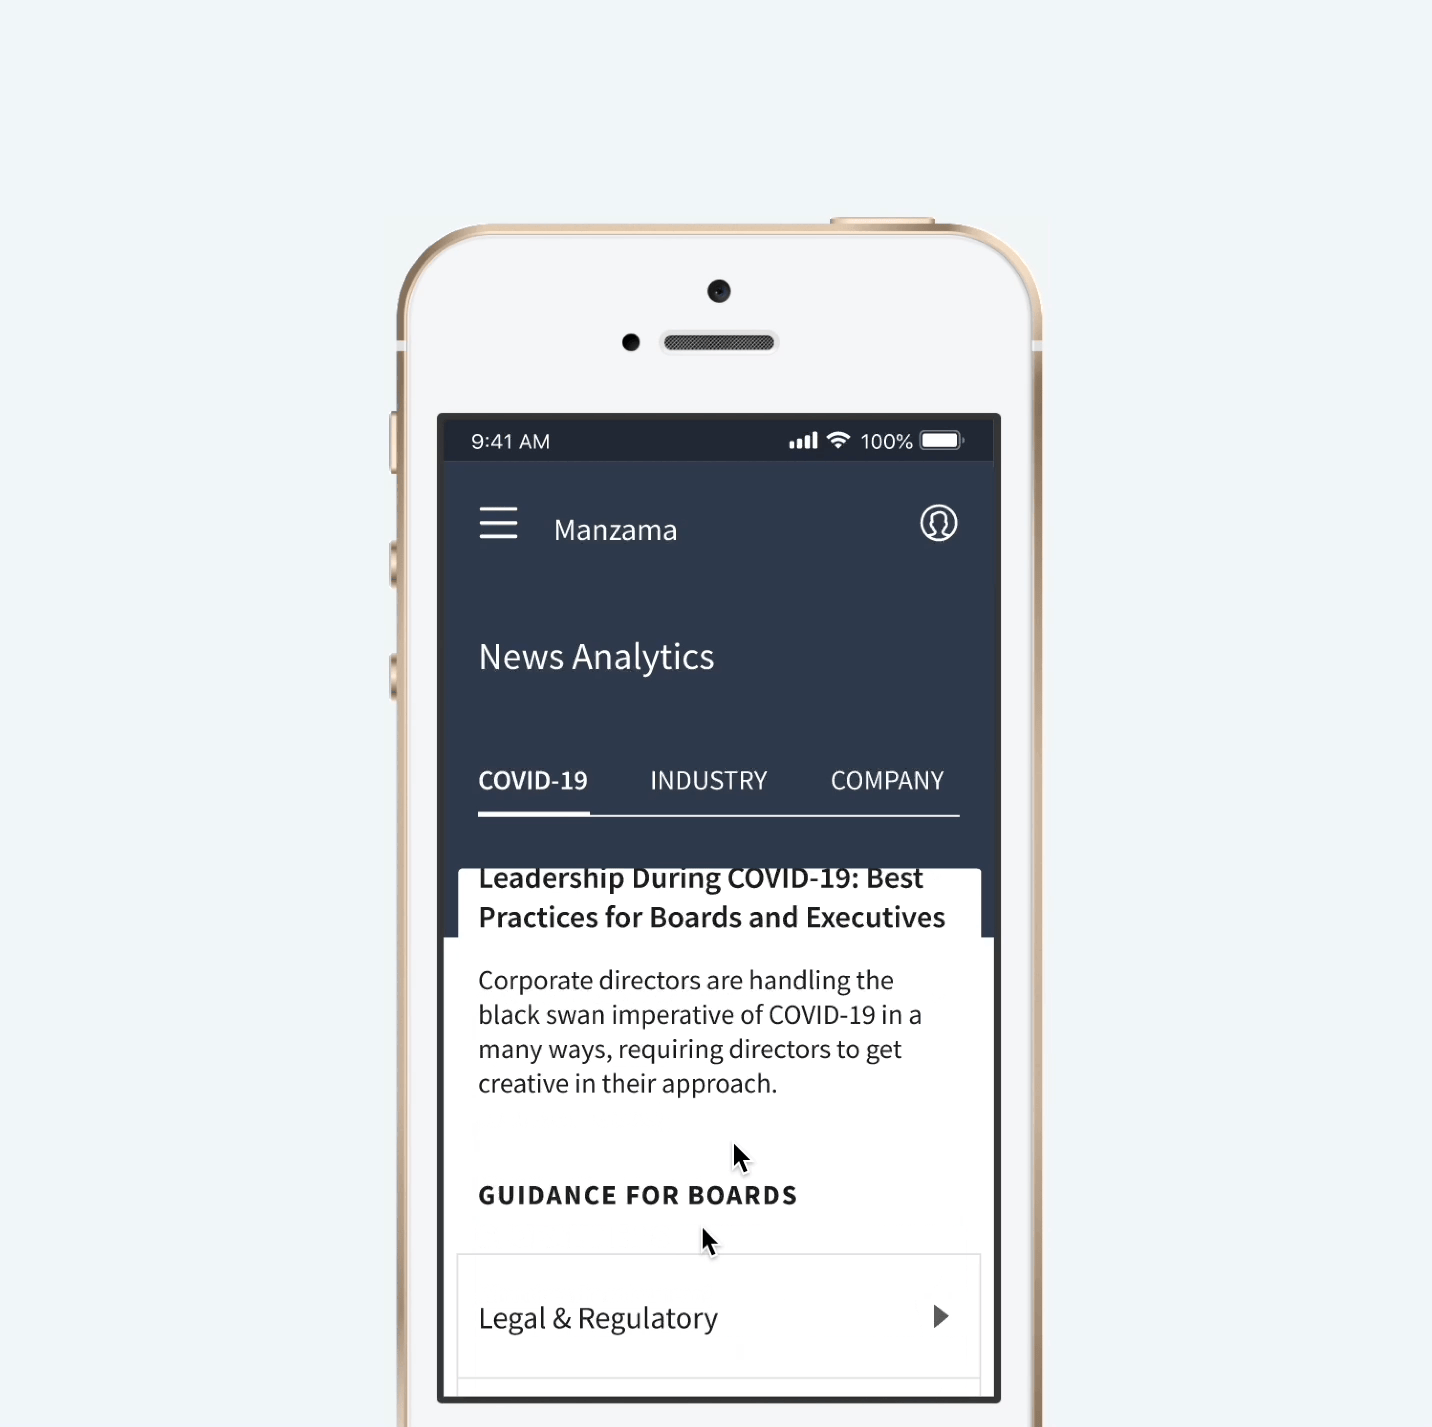 9:41 AM 100%
Manzama
News Analytics
COVID-19 INDUSTRY COMPANY
Leadership During COVID-19: Best
Practices for Boards and Executives
Corporate directors are handling the
black swan imperative of COVID-19 in a
many ways, requiring directors to get
creative in their approach.
GUIDANCE FOR BOARDS
Legal & Regulatory